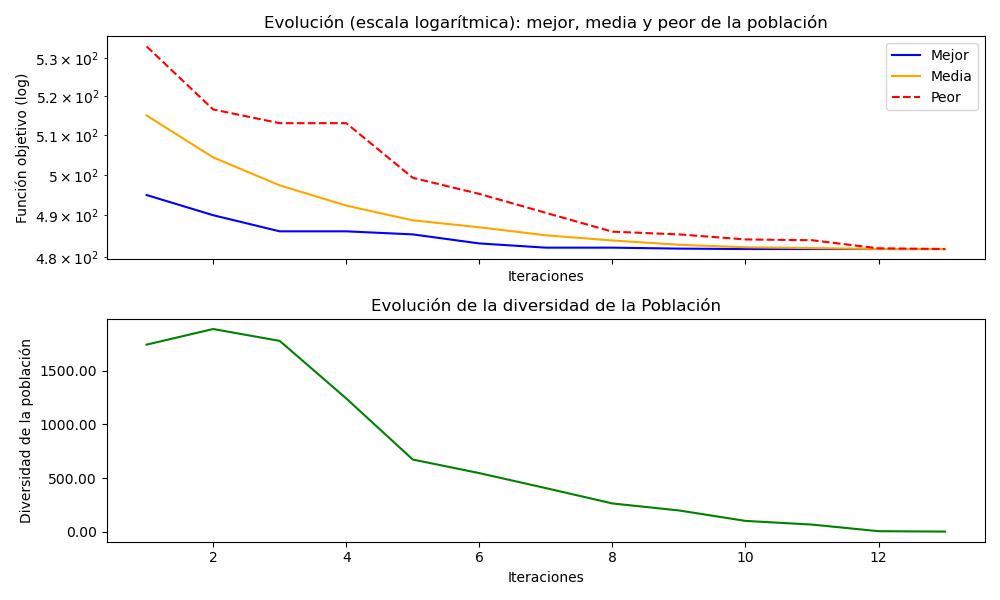 Evolución (escala logarítmica): mejor, media y peor de la población
Función objetivo (log)
5.3 × 10²
5.2 × 10²
5.1 × 10²
5 × 10²
4.9 × 10²
4.8 × 10²
Mejor
Media
Peor
Iteraciones
Evolución de la diversidad de la Población
Diversidad de la población
1500.00
1000.00
500.00
0.00
2 4 6 8 10 12
Iteraciones